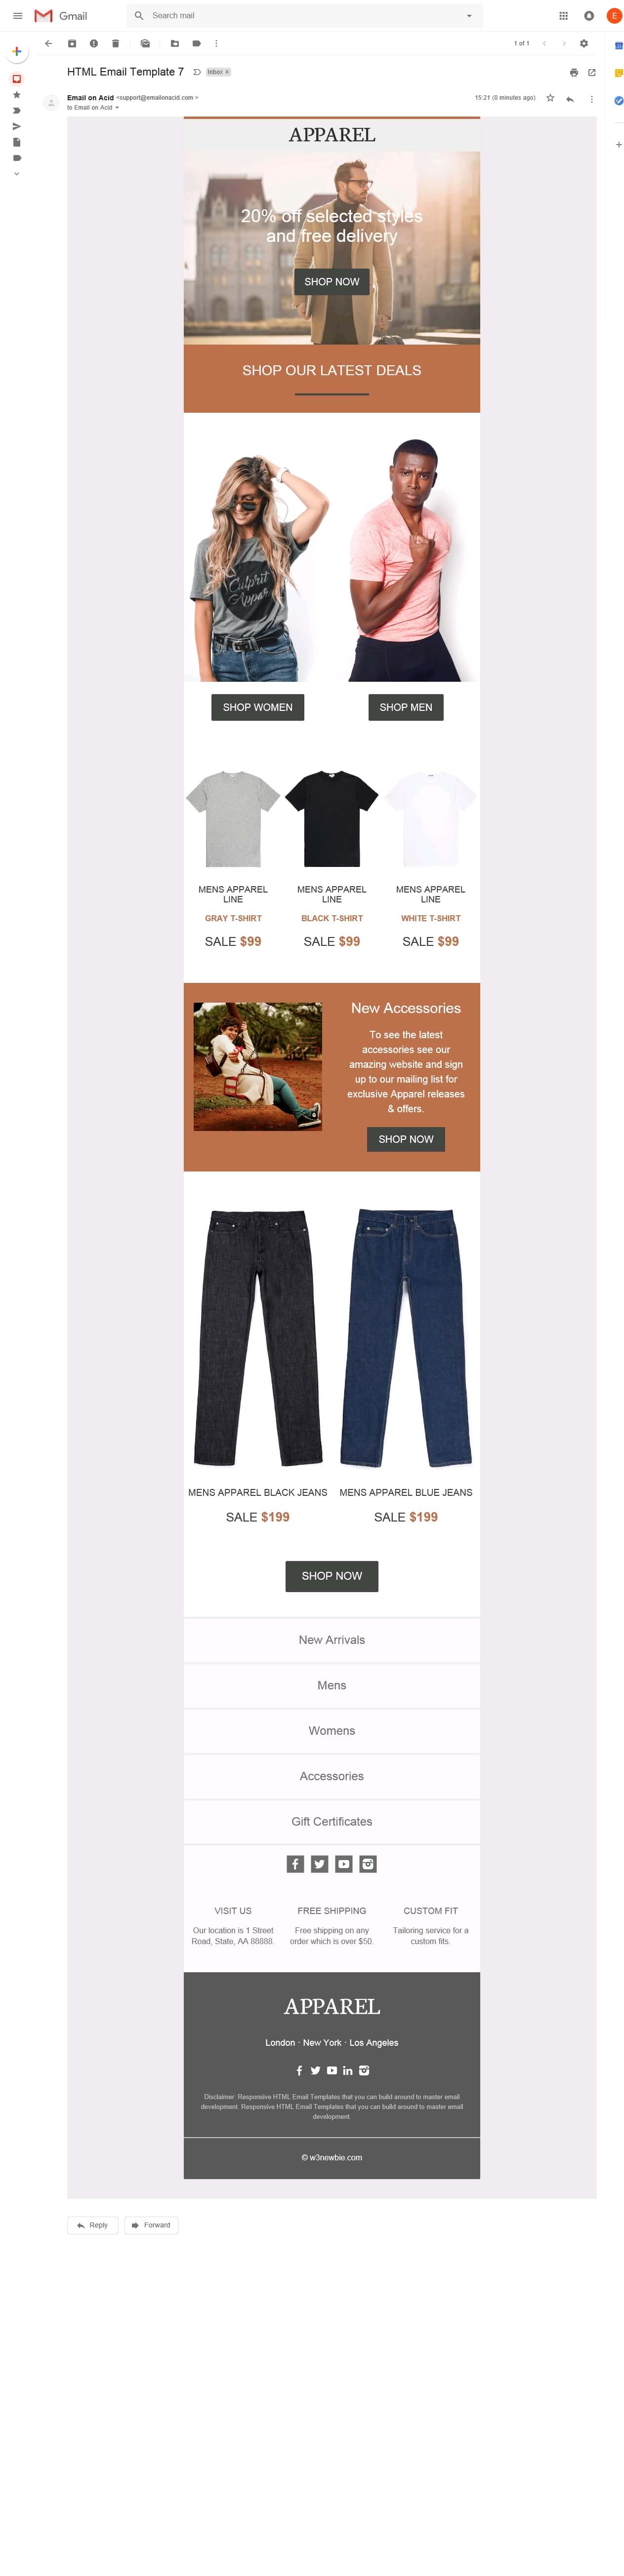 Gmail
Search mail
E
1 of 1
HTML Email Template 7
Inbox x
Email on Acid <support@emailonacid.com >
15:21 (0 minutes ago)
to Email on Acid
APPAREL
20% off selected styles
and free delivery
SHOP NOW
SHOP OUR LATEST DEALS
Culprit
Appar
SHOP WOMEN
SHOP MEN
MENS APPAREL
LINE
GRAY T-SHIRT
SALE $99
MENS APPAREL
LINE
BLACK T-SHIRT
SALE $99
MENS APPAREL
LINE
WHITE T-SHIRT
SALE $99
New Accessories
To see the latest
accessories see our
amazing website and sign
up to our mailing list for
exclusive Apparel releases
& offers.
SHOP NOW
MENS APPAREL BLACK JEANS
SALE $199
MENS APPAREL BLUE JEANS
SALE $199
SHOP NOW
New Arrivals
Mens
Womens
Accessories
Gift Certificates
VISIT US
Our location is 1 Street
Road, State, AA 88888.
FREE SHIPPING
Free shipping on any
order which is over $50.
CUSTOM FIT
Tailoring service for a
custom fits.
APPAREL
London · New York · Los Angeles
Disclaimer: Responsive HTML Email Templates that you can build around to master email
development. Responsive HTML Email Templates that you can build around to master email
development.
© w3newbie.com
Reply
Forward